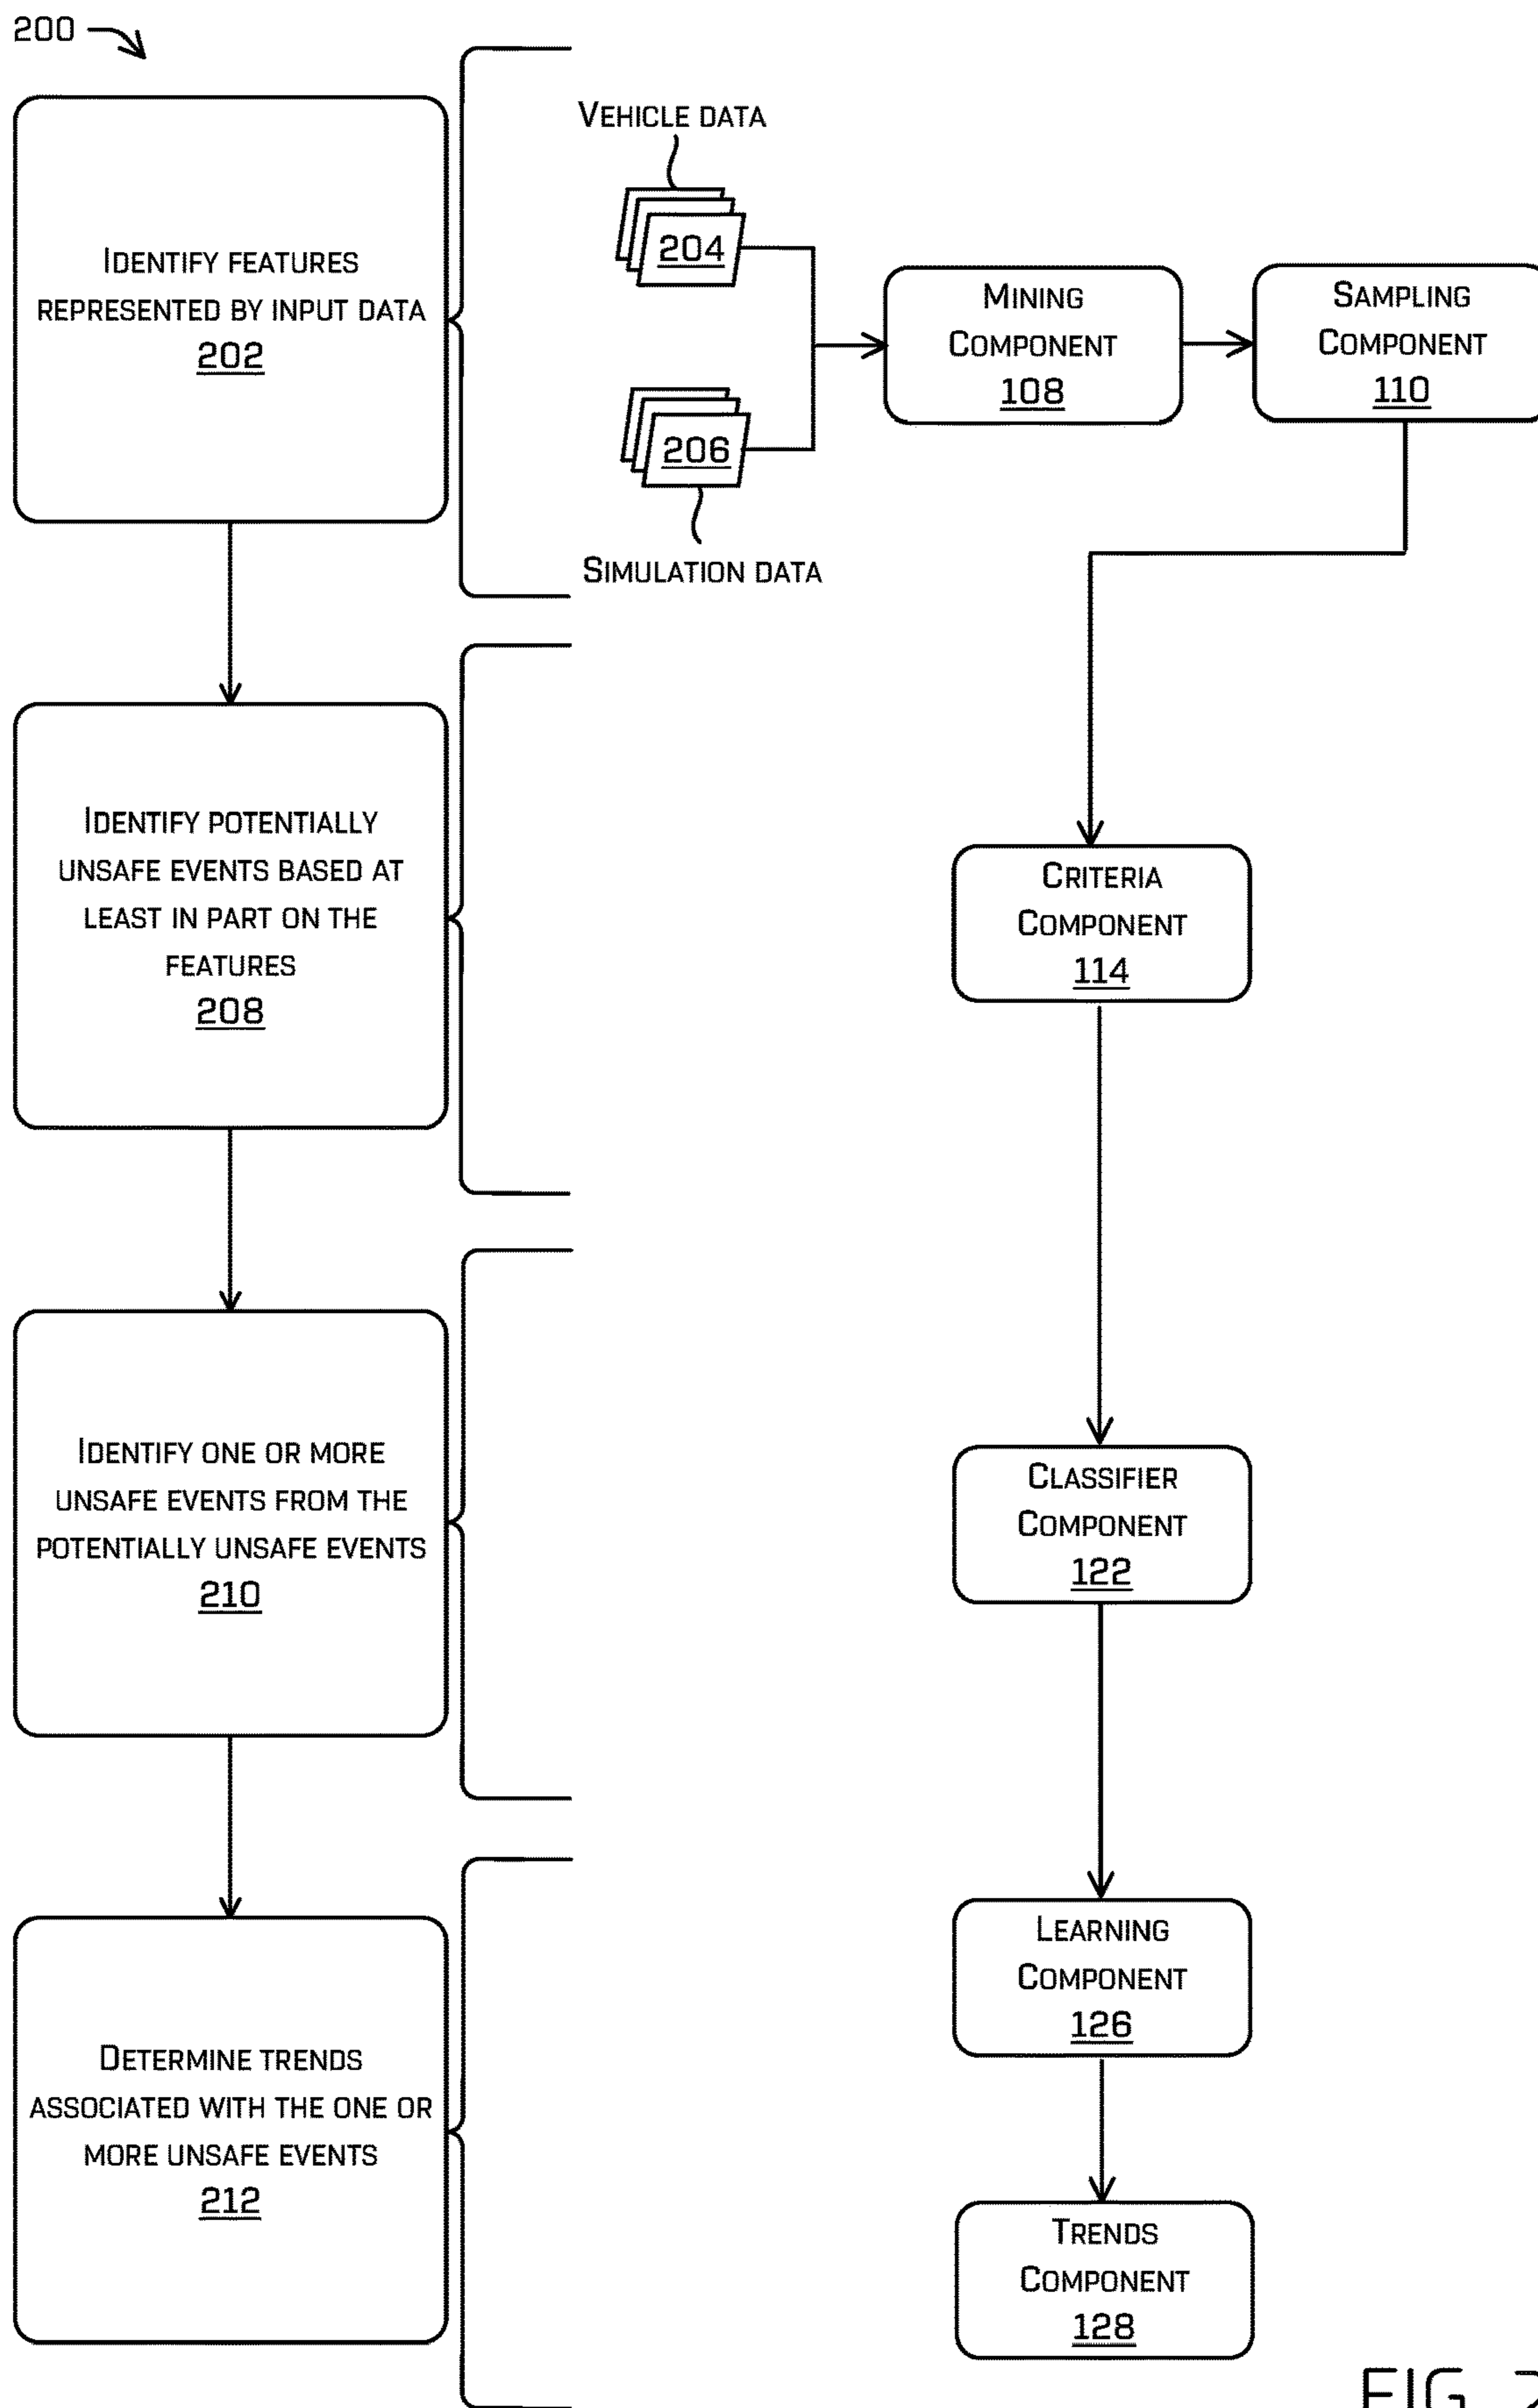 200
IDENTIFY FEATURES
REPRESENTED BY INPUT DATA
202
VEHICLE DATA
204
206
SIMULATION DATA
MINING
COMPONENT
108
SAMPLING
COMPONENT
110
IDENTIFY POTENTIALLY
UNSAFE EVENTS BASED AT
LEAST IN PART ON THE
FEATURES
208
CRITERIA
COMPONENT
114
IDENTIFY ONE OR MORE
UNSAFE EVENTS FROM THE
POTENTIALLY UNSAFE EVENTS
210
CLASSIFIER
COMPONENT
122
LEARNING
COMPONENT
126
DETERMINE TRENDS
ASSOCIATED WITH THE ONE OR
MORE UNSAFE EVENTS
212
TRENDS
COMPONENT
128
FIG. 2